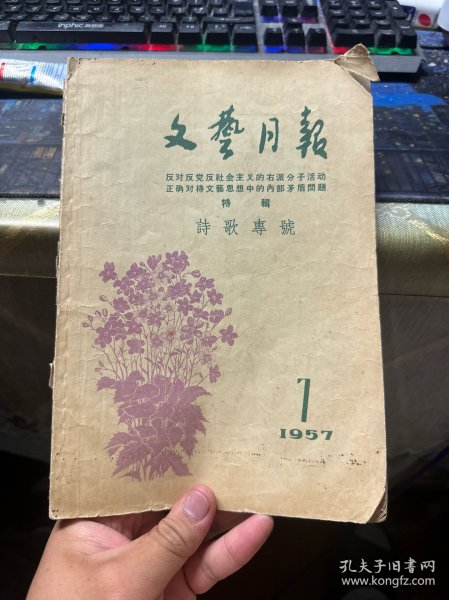 inphic
文藝月報
反对反党反社会主义的右派分子活动
正确对待文藝思想中的內部矛盾問題
特輯
詩歌專號
7
1957
孔夫子旧书网
www.kongfz.com